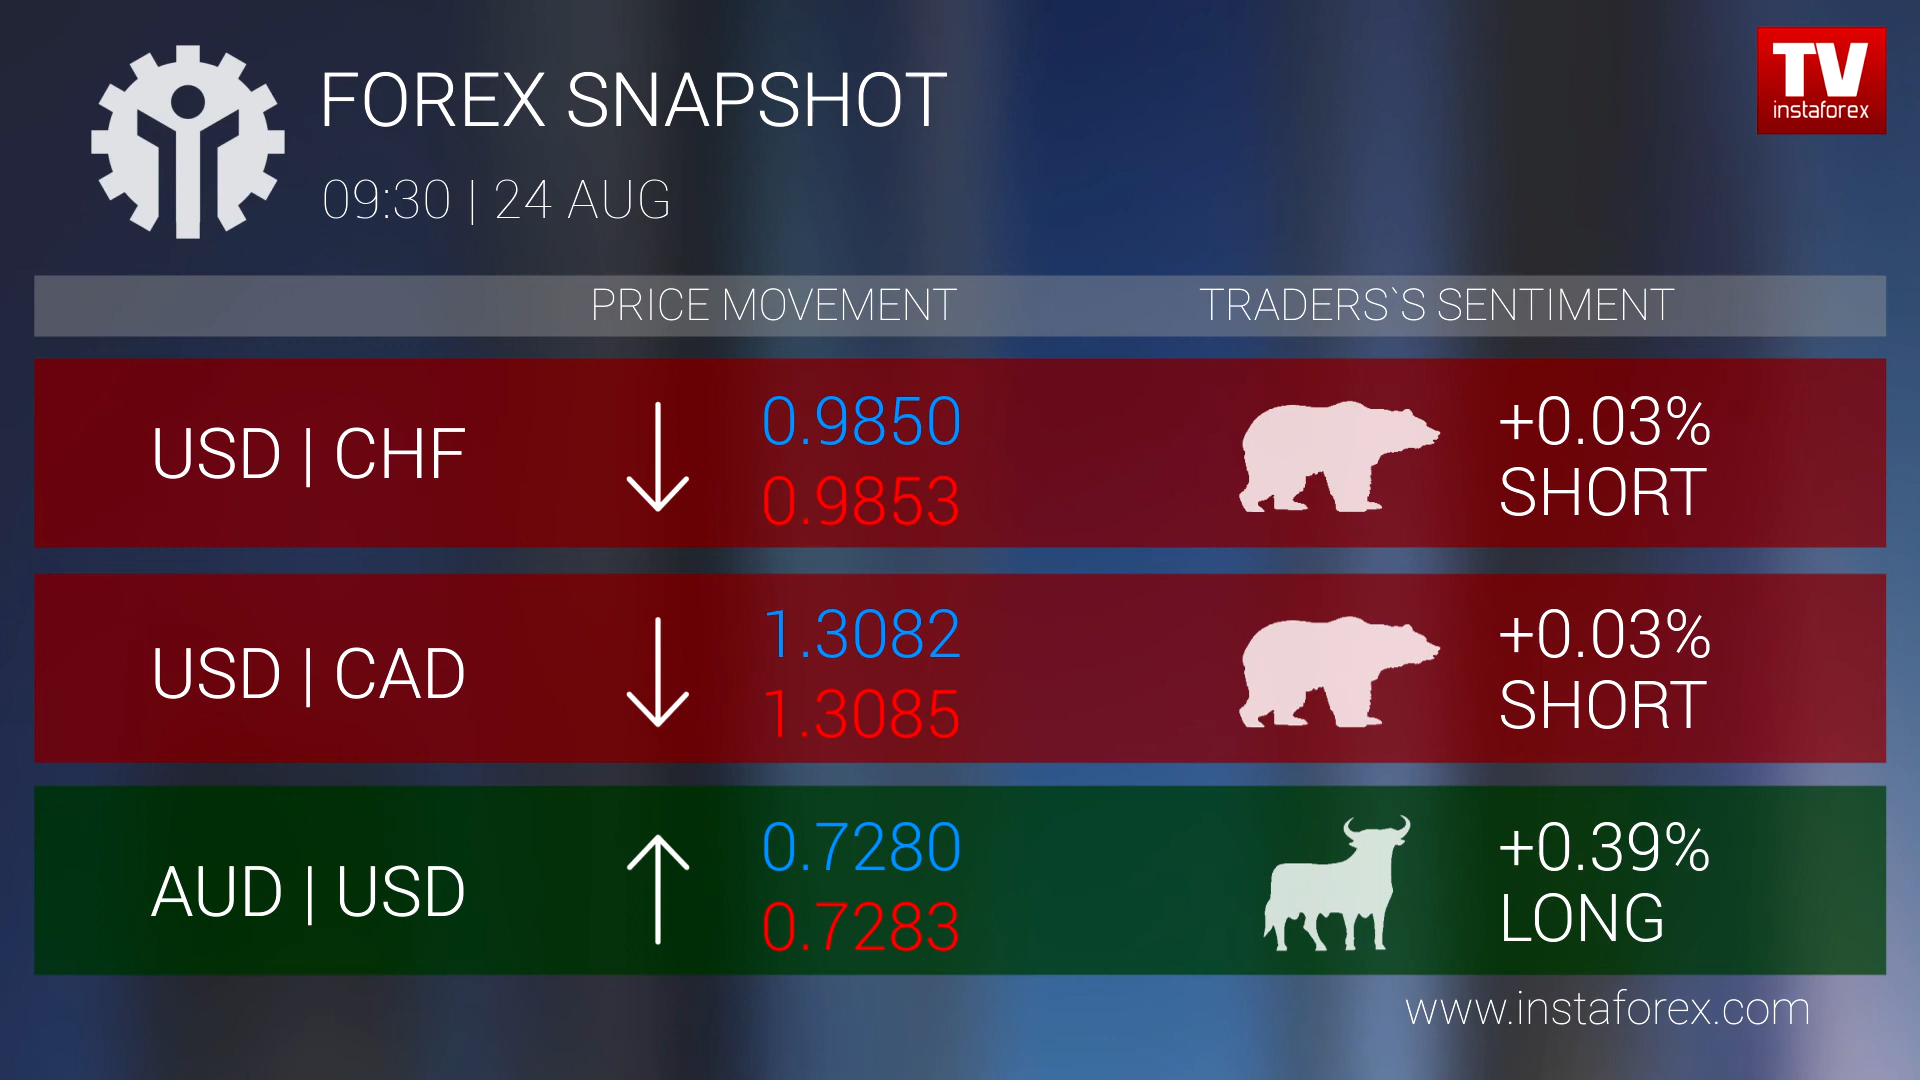 FOREX SNAPSHOT
TV
instaforex
09:30 | 24 AUG
PRICE MOVEMENT TRADERS`S SENTIMENT
USD | CHF
0.9850
0.9853
+0.03%
SHORT
USD | CAD
1.3082
1.3085
+0.03%
SHORT
AUD | USD
0.7280
0.7283
+0.39%
LONG
www.instaforex.com